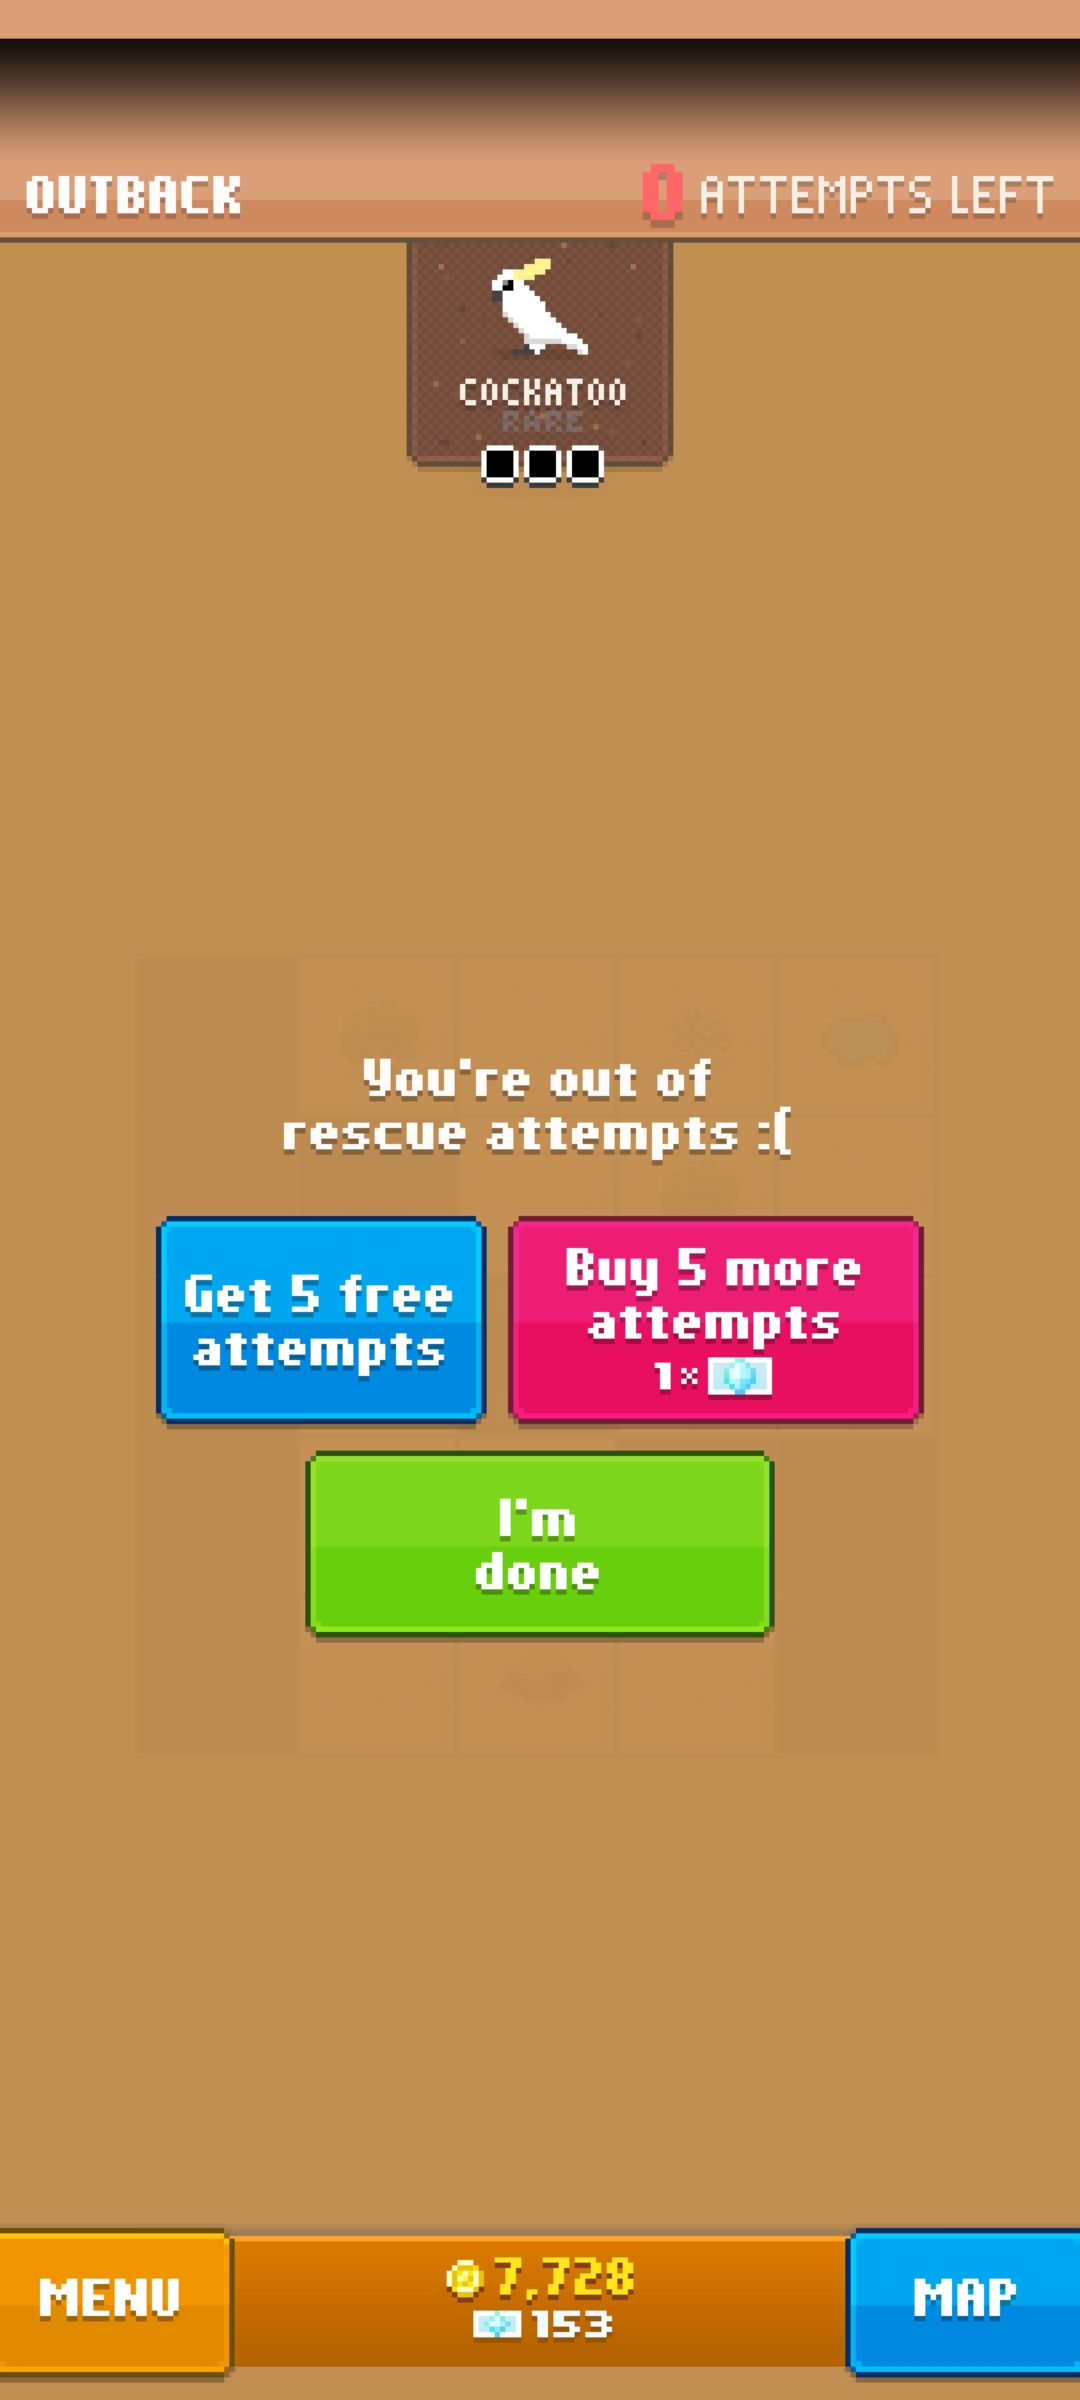 OUTBACK
0 ATTEMPTS LEFT
COCKATOO
RARE
You're out of
rescue attempts :(
Get 5 free
attempts
Buy 5 more
attempts
1×
I'm
done
MENU
7,728
153
MAP